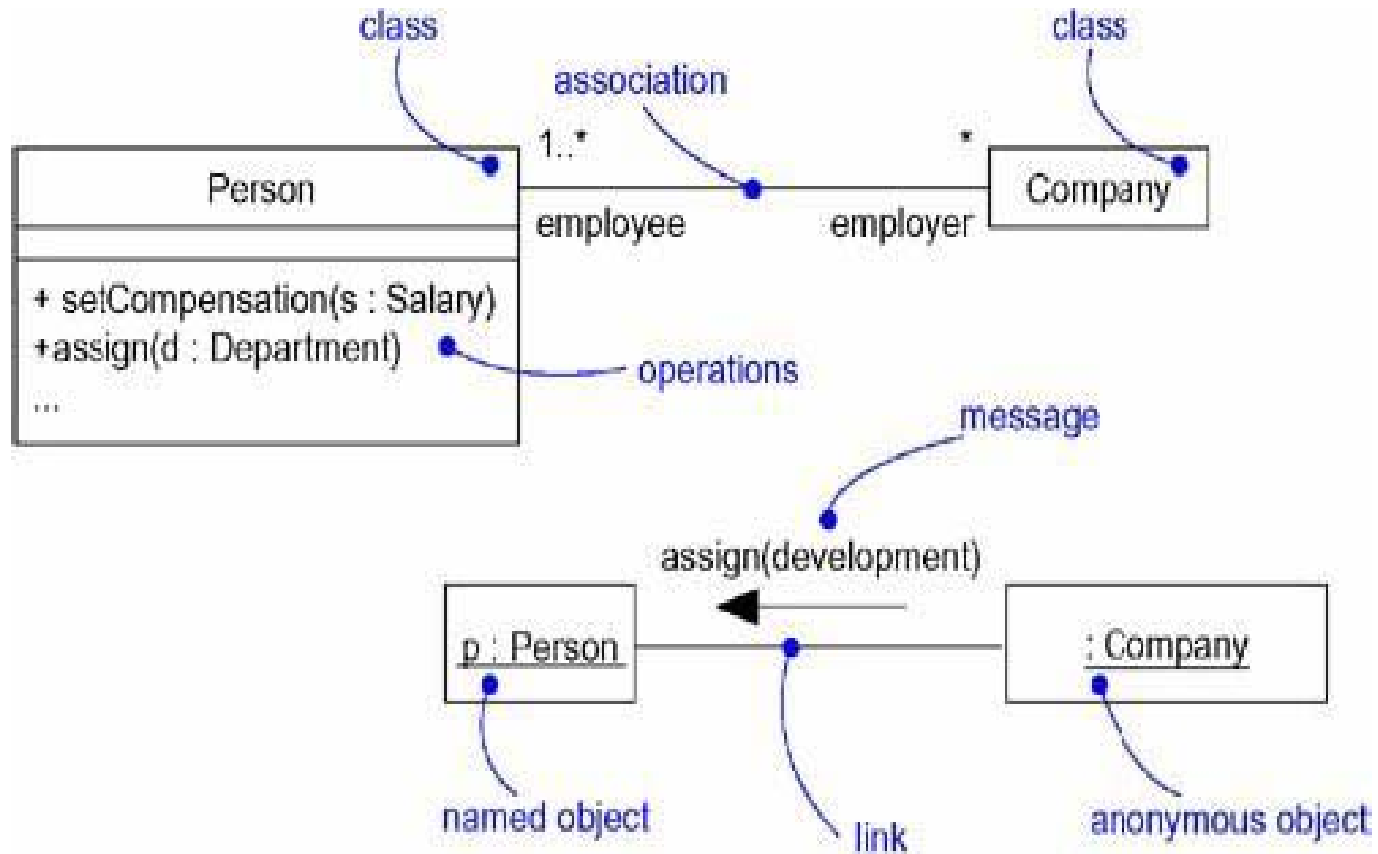 class
class
association
1..*
*
Person
Company
employee
employer
+ setCompensation(s : Salary)
+assign(d : Department)
...
operations
message
assign(development)
p : Person
: Company
named object
link
anonymous object